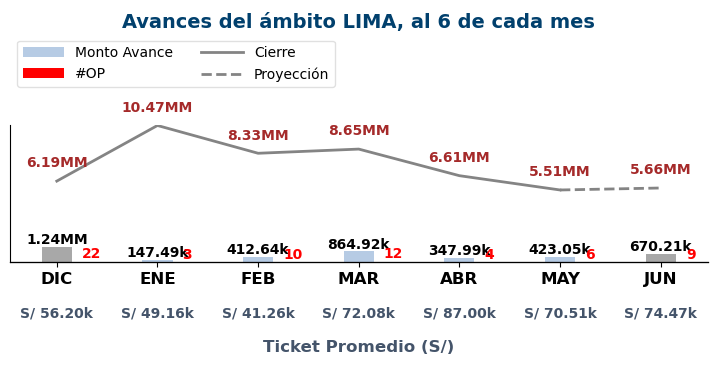 Avances del ámbito LIMA, al 6 de cada mes
Monto Avance
#OP
Cierre
Proyección
6.19MM 10.47MM 8.33MM 8.65MM 6.61MM 5.51MM 5.66MM
1.24MM 147.49k 412.64k 864.92k 347.99k 423.05k 670.21k
22 3 10 12 4 6 9
DIC ENE FEB MAR ABR MAY JUN
S/ 56.20k S/ 49.16k S/ 41.26k S/ 72.08k S/ 87.00k S/ 70.51k S/ 74.47k
Ticket Promedio (S/)